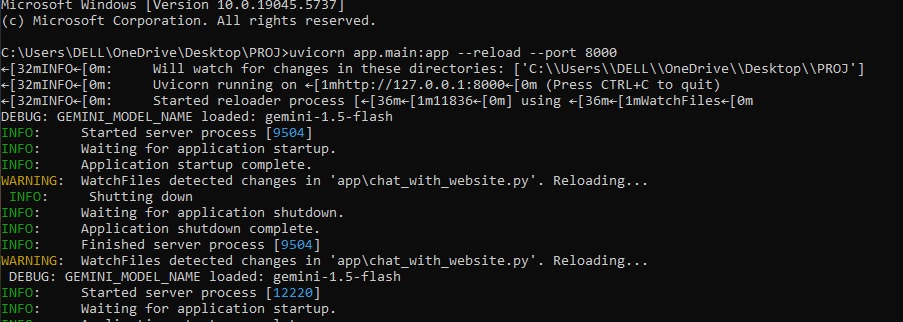 Microsoft Windows [Version 10.0.19045.5737]
(c) Microsoft Corporation. All rights reserved.
C:\Users\DELL\OneDrive\Desktop\PROJ>uvicorn app.main:app --reload --port 8000
←[32mINFO←[0m:     Will watch for changes in these directories: ['C:\\Users\\DELL\\OneDrive\\Desktop\\PROJ']
←[32mINFO←[0m:     Uvicorn running on ←[1mhttp://127.0.0.1:8000←[0m (Press CTRL+C to quit)
←[32mINFO←[0m:     Started reloader process [←[36m←[1m11836←[0m] using ←[36m←[1mWatchFiles←[0m
DEBUG: GEMINI_MODEL_NAME loaded: gemini-1.5-flash
INFO:     Started server process [9504]
INFO:     Waiting for application startup.
INFO:     Application startup complete.
WARNING:  WatchFiles detected changes in 'app\chat_with_website.py'. Reloading...
 INFO:     Shutting down
INFO:     Waiting for application shutdown.
INFO:     Application shutdown complete.
INFO:     Finished server process [9504]
WARNING:  WatchFiles detected changes in 'app\chat_with_website.py'. Reloading...
 DEBUG: GEMINI_MODEL_NAME loaded: gemini-1.5-flash
INFO:     Started server process [12220]
INFO:     Waiting for application startup.